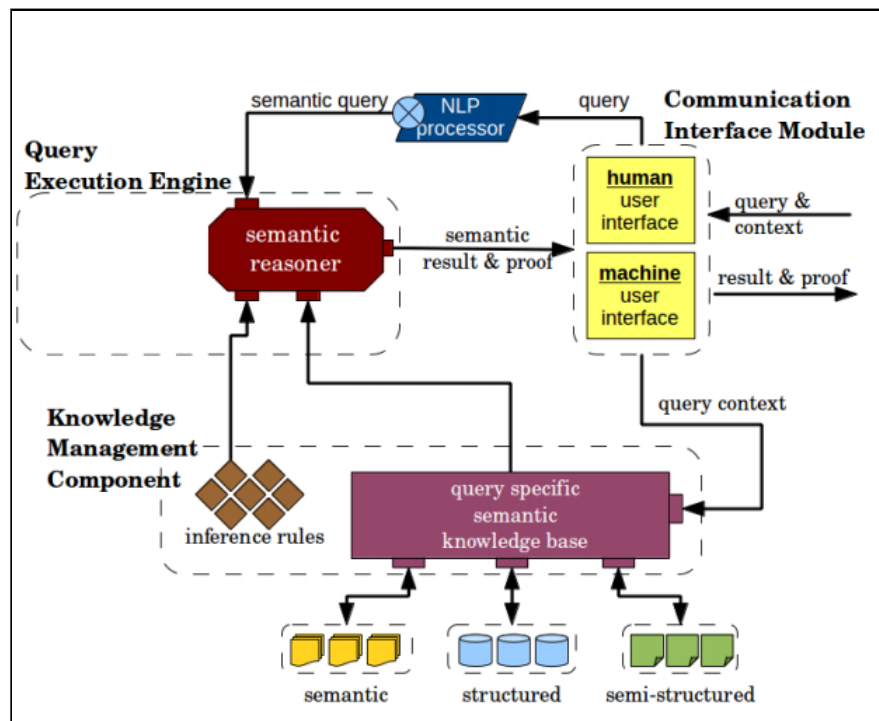 semantic query
NLP
processor
query
Communication
Interface Module
Query
Execution Engine
human
user
interface
query &
context
semantic
reasoner
semantic
result & proof
machine
user
interface
result & proof
query context
Knowledge
Management
Component
query specific
semantic
knowledge base
inference rules
semantic
structured
semi-structured